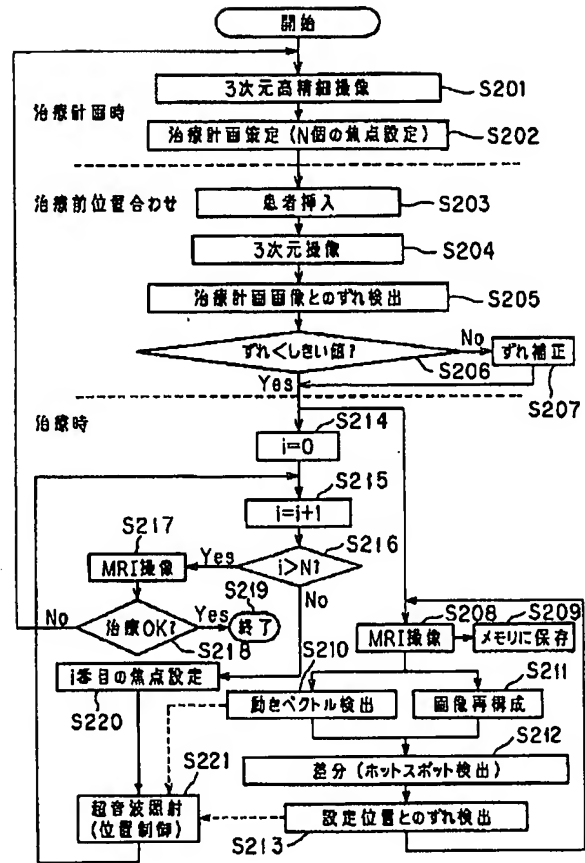 開始
3次元高精細撮像
S201
治療計画時
治療計画策定（N個の焦点設定）
S202
治療前位置合わせ
患者挿入
S203
3次元撮像
S204
治療計画画像とのずれ検出
S205
ずれ<しきい値?
No
ずれ補正
S206
Yes
S207
治療時
S214
i=0
S215
i=i+1
S217
S216
MRI撮像
Yes
i>N?
No
S219
S208
S209
No
治療OK?
Yes
終了
MRI撮像
メモリに保存
S218
S210
S211
i番目の焦点設定
動きベクトル検出
画像再構成
S220
S212
差分（ホットスポット検出）
S221
超音波照射
(位置制御)
設定位置とのずれ検出
S213